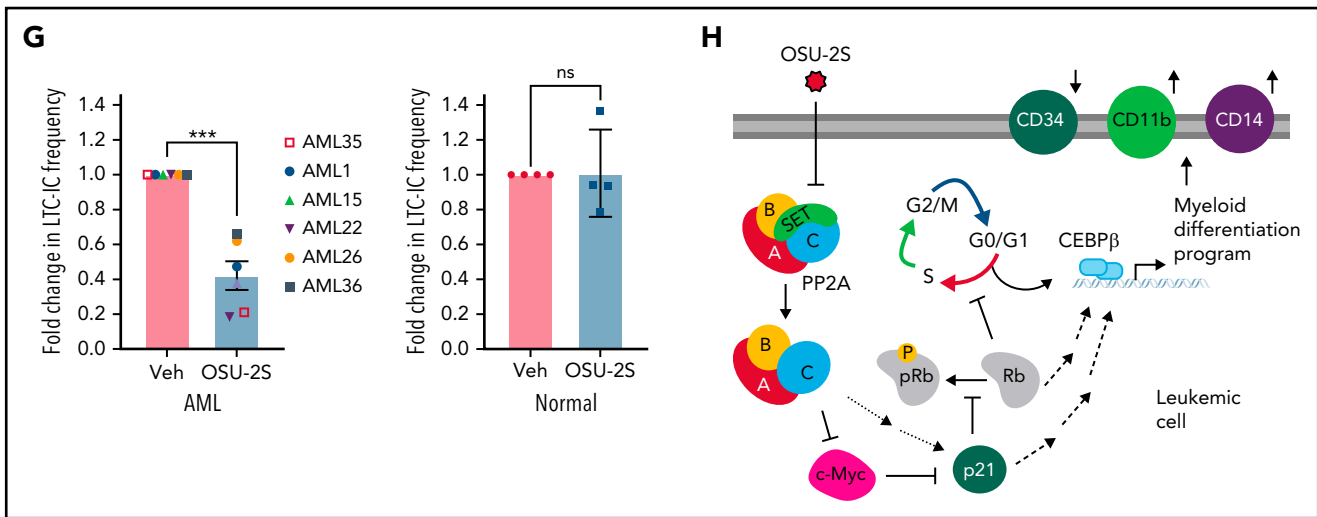 G
Fold change in LTC-IC frequency
1.4
1.2
1.0
0.8
0.6
0.4
0.2
0.0
***
Veh
OSU-2S
AML
AML35
AML1
AML15
AML22
AML26
AML36
Fold change in LTC-IC frequency
1.4
1.2
1.0
0.8
0.6
0.4
0.2
0.0
ns
Veh
OSU-2S
Normal
H
OSU-2S
CD34
CD11b
CD14
B
SET
A
C
PP2A
G2/M
G0/G1
S
CEBPβ
Myeloid
differentiation
program
B
A
C
P
pRb
Rb
Leukemic
cell
c-Myc
p21